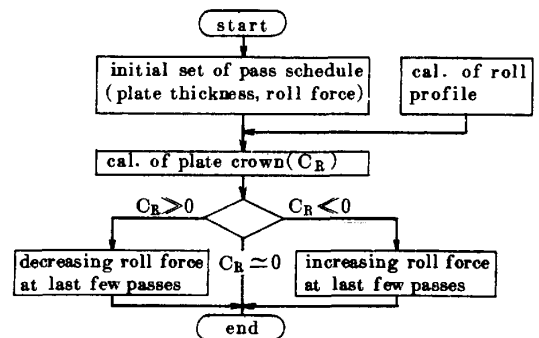 start
initial set of pass schedule
(plate thickness, roll force)
cal. of roll
profile
cal. of plate crown(C_R)
C_R≫0
C_R≪0
C_R≃0
decreasing roll force
at last few passes
increasing roll force
at last few passes
end